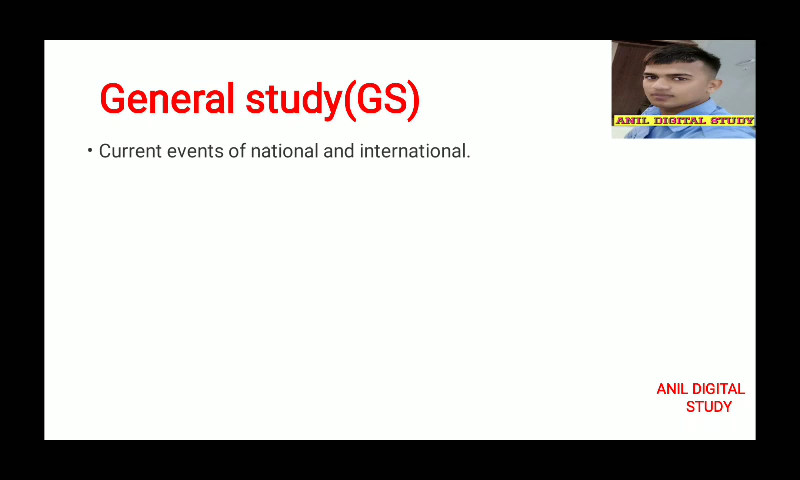 General study(GS)
ANIL DIGITAL STUDY
• Current events of national and international.
ANIL DIGITAL
STUDY